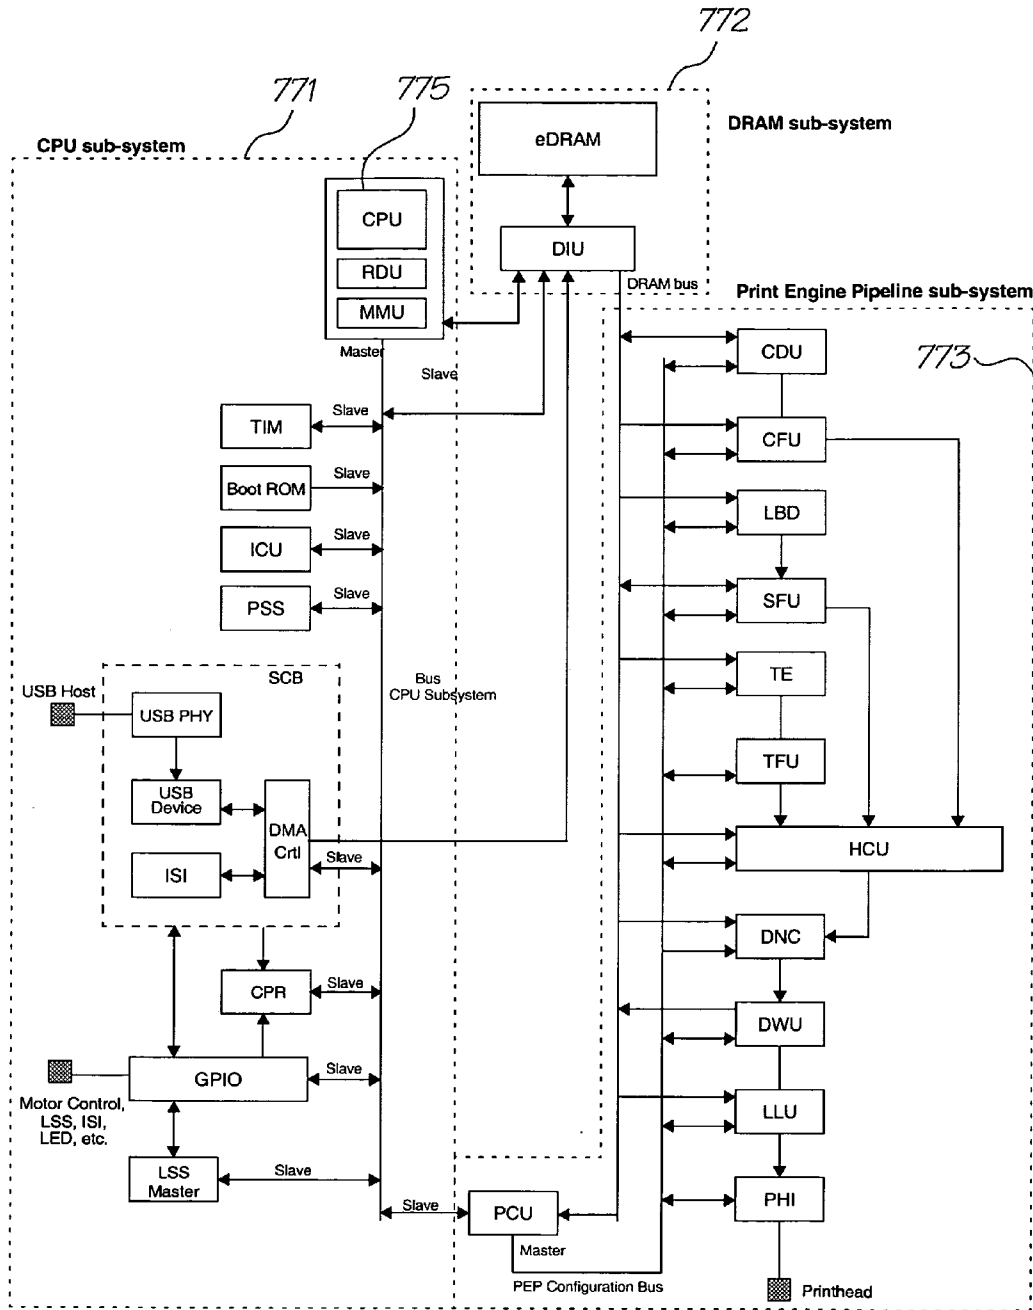 772
771
775
CPU sub-system
DRAM sub-system
eDRAM
CPU
DIU
RDU
DRAM bus
MMU
Print Engine Pipeline sub-system
773
Master
Slave
CDU
TIM
Slave
CFU
Boot ROM
Slave
LBD
ICU
Slave
PSS
Slave
SFU
SCB
Bus
CPU Subsystem
TE
USB Host
USB PHY
TFU
USB
Device
DMA
Crtl
Slave
HCU
ISI
DNC
CPR
Slave
DWU
GPIO
Slave
Motor Control,
LSS, ISI,
LED, etc.
LLU
LSS
Master
Slave
PHI
Slave
PCU
Master
PEP Configuration Bus
Printhead